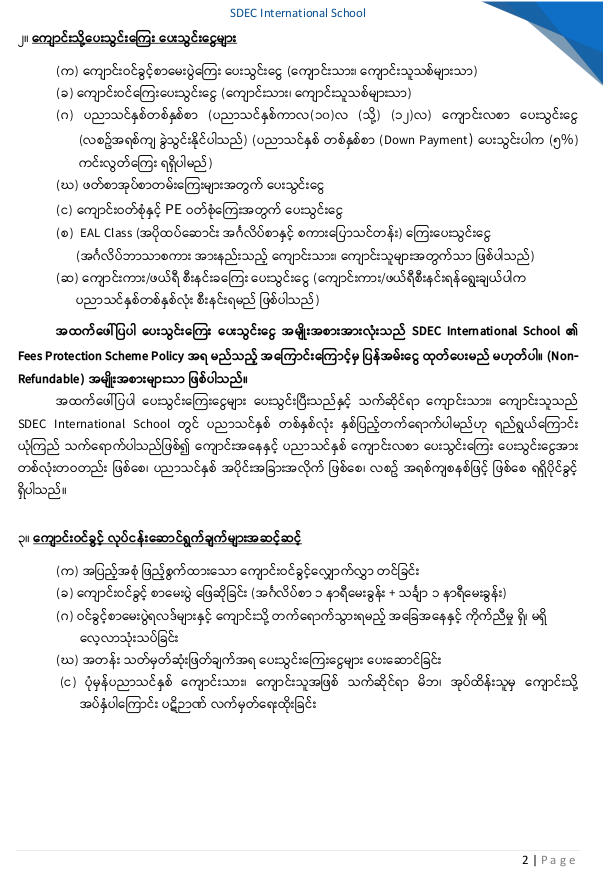 SDEC International School
၂။ ကျောင်းသို့ပေးသွင်းကြေး ပေးသွင်းငွေများ
(က) ကျောင်းဝင်ခွင့်စာမေးပွဲကြေး ပေးသွင်းငွေ (ကျောင်းသား၊ ကျောင်းသူသစ်များသာ)
(ခ) ကျောင်းဝင်ကြေးပေးသွင်းငွေ (ကျောင်းသား၊ ကျောင်းသူသစ်များသာ)
(ဂ) ပညာသင်နှစ်တစ်နှစ်စာ (ပညာသင်နှစ်ကာလ(၁၀)လ (သို့) (၁၂)လ) ကျောင်းလစာ ပေးသွင်းငွေ
(လစဉ်အရစ်ကျ ခွဲသွင်းနိုင်ပါသည်) (ပညာသင်နှစ် တစ်နှစ်စာ (Down Payment) ပေးသွင်းပါက (၅%)
ကင်းလွတ်ကြေး ရရှိပါမည်)
(ဃ) ဖတ်စာအုပ်စာတမ်းကြေးများအတွက် ပေးသွင်းငွေ
(င) ကျောင်းဝတ်စုံနှင့် PE ဝတ်စုံကြေးအတွက် ပေးသွင်းငွေ
(စ) EAL Class (အပိုထပ်ဆောင်း အင်္ဂလိပ်စာနှင့် စကားပြောသင်တန်း) ကြေးပေးသွင်းငွေ
(အင်္ဂလိပ်ဘာသာစကား အားနည်းသည့် ကျောင်းသား၊ ကျောင်းသူများအတွက်သာ ဖြစ်ပါသည်)
(ဆ) ကျောင်းကား/ဖယ်ရီ စီးနင်းခကြေး ပေးသွင်းငွေ (ကျောင်းကား/ဖယ်ရီစီးနင်းရန်ရွေးချယ်ပါက
ပညာသင်နှစ်တစ်နှစ်လုံး စီးနင်းရမည် ဖြစ်ပါသည်)
အထက်ဖော်ပြပါ ပေးသွင်းကြေး ပေးသွင်းငွေ အမျိုးအစားအားလုံးသည် SDEC International School ၏
Fees Protection Scheme Policy အရ မည်သည့် အကြောင်းကြောင့်မှ ပြန်အမ်းငွေ ထုတ်ပေးမည် မဟုတ်ပါ။ (Non-
Refundable) အမျိုးအစားများသာ ဖြစ်ပါသည်။
အထက်ဖော်ပြပါ ပေးသွင်းကြေးငွေများ ပေးသွင်းပြီးသည်နှင့် သက်ဆိုင်ရာ ကျောင်းသား၊ ကျောင်းသူသည်
SDEC International School တွင် ပညာသင်နှစ် တစ်နှစ်လုံး နှစ်ပြည့်တက်ရောက်ပါမည်ဟု ရည်ရွယ်ကြောင်း
ယုံကြည် သက်ရောက်ပါသည်ဖြစ်၍ ကျောင်းအနေနှင့် ပညာသင်နှစ် ကျောင်းလစာ ပေးသွင်းကြေး ပေးသွင်းငွေအား
တစ်လုံးတဝတည်း ဖြစ်စေ၊ ပညာသင်နှစ် အပိုင်းအခြားအလိုက် ဖြစ်စေ၊ လစဉ် အရစ်ကျစနစ်ဖြင့် ဖြစ်စေ ရရှိပိုင်ခွင့်
ရှိပါသည်။
၃။ ကျောင်းဝင်ခွင့် လုပ်ငန်းဆောင်ရွက်ချက်များအဆင့်ဆင့်
(က) အပြည့်အစုံ ဖြည့်စွက်ထားသော ကျောင်းဝင်ခွင့်လျှောက်လွှာ တင်ခြင်း
(ခ) ကျောင်းဝင်ခွင့် စာမေးပွဲ ဖြေဆိုခြင်း (အင်္ဂလိပ်စာ ၁ နာရီမေးခွန်း + သင်္ချာ ၁ နာရီမေးခွန်း)
(ဂ) ဝင်ခွင့်စာမေးပွဲရလဒ်များနှင့် ကျောင်းသို့ တက်ရောက်သွားရမည့် အခြေအနေနှင့် ကိုက်ညီမှု ရှိ၊ မရှိ
လေ့လာသုံးသပ်ခြင်း
(ဃ) အတန်း သတ်မှတ်ဆုံးဖြတ်ချက်အရ ပေးသွင်းကြေးငွေများ ပေးဆောင်ခြင်း
(င) ပုံမှန်ပညာသင်နှစ် ကျောင်းသား၊ ကျောင်းသူအဖြစ် သက်ဆိုင်ရာ မိဘ၊ အုပ်ထိန်းသူမှ ကျောင်းသို့
အပ်နှံပါကြောင်း ပဋိညာဏ် လက်မှတ်ရေးထိုးခြင်း
2 | Page